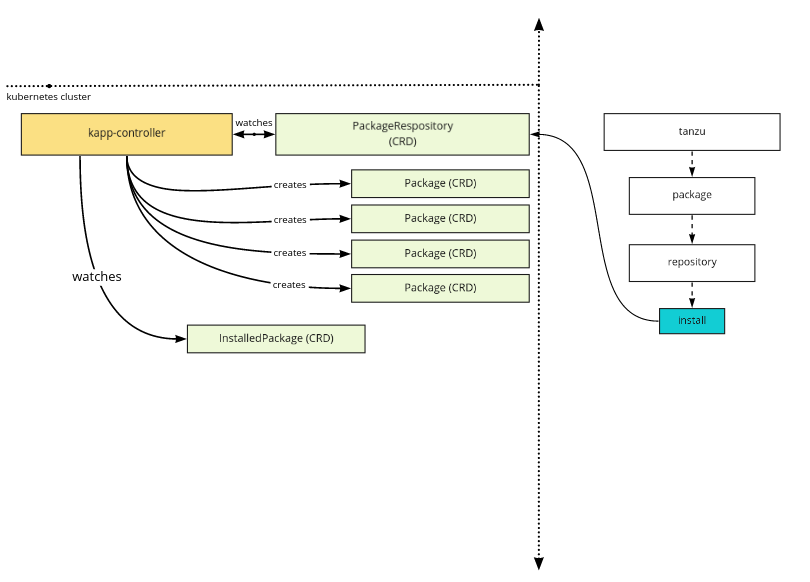 kubernetes cluster
kapp-controller
watches
PackageRespository
(CRD)
tanzu
creates
Package (CRD)
package
creates
Package (CRD)
creates
Package (CRD)
repository
watches
creates
Package (CRD)
install
InstalledPackage (CRD)